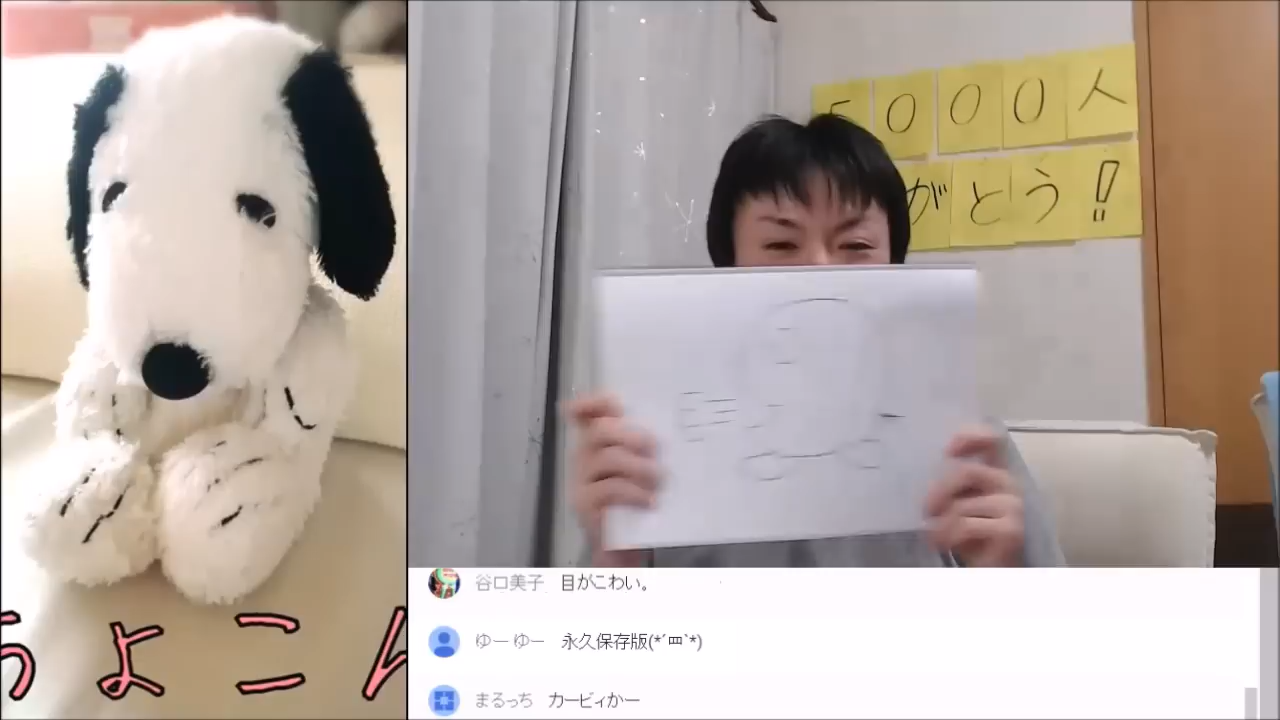 5000人
がとう!
ちょこん
谷口美子 目がこわい。
ゆーゆー 永久保存版(*´罒`*)
まるっち カービィかー